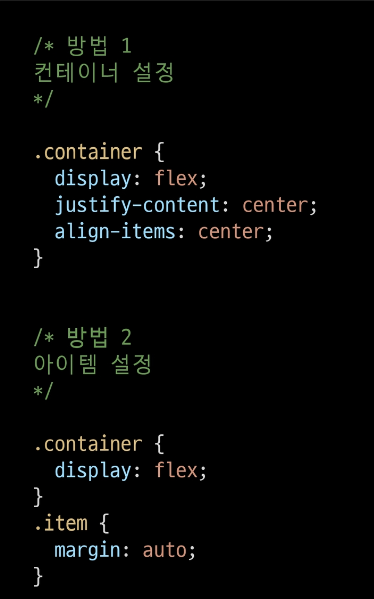 /* 방법 1
컨테이너 설정
*/
.container {
display: flex;
justify-content: center;
align-items: center;
}
/* 방법 2
아이템 설정
*/
.container {
display: flex;
}
.item {
margin: auto;
}